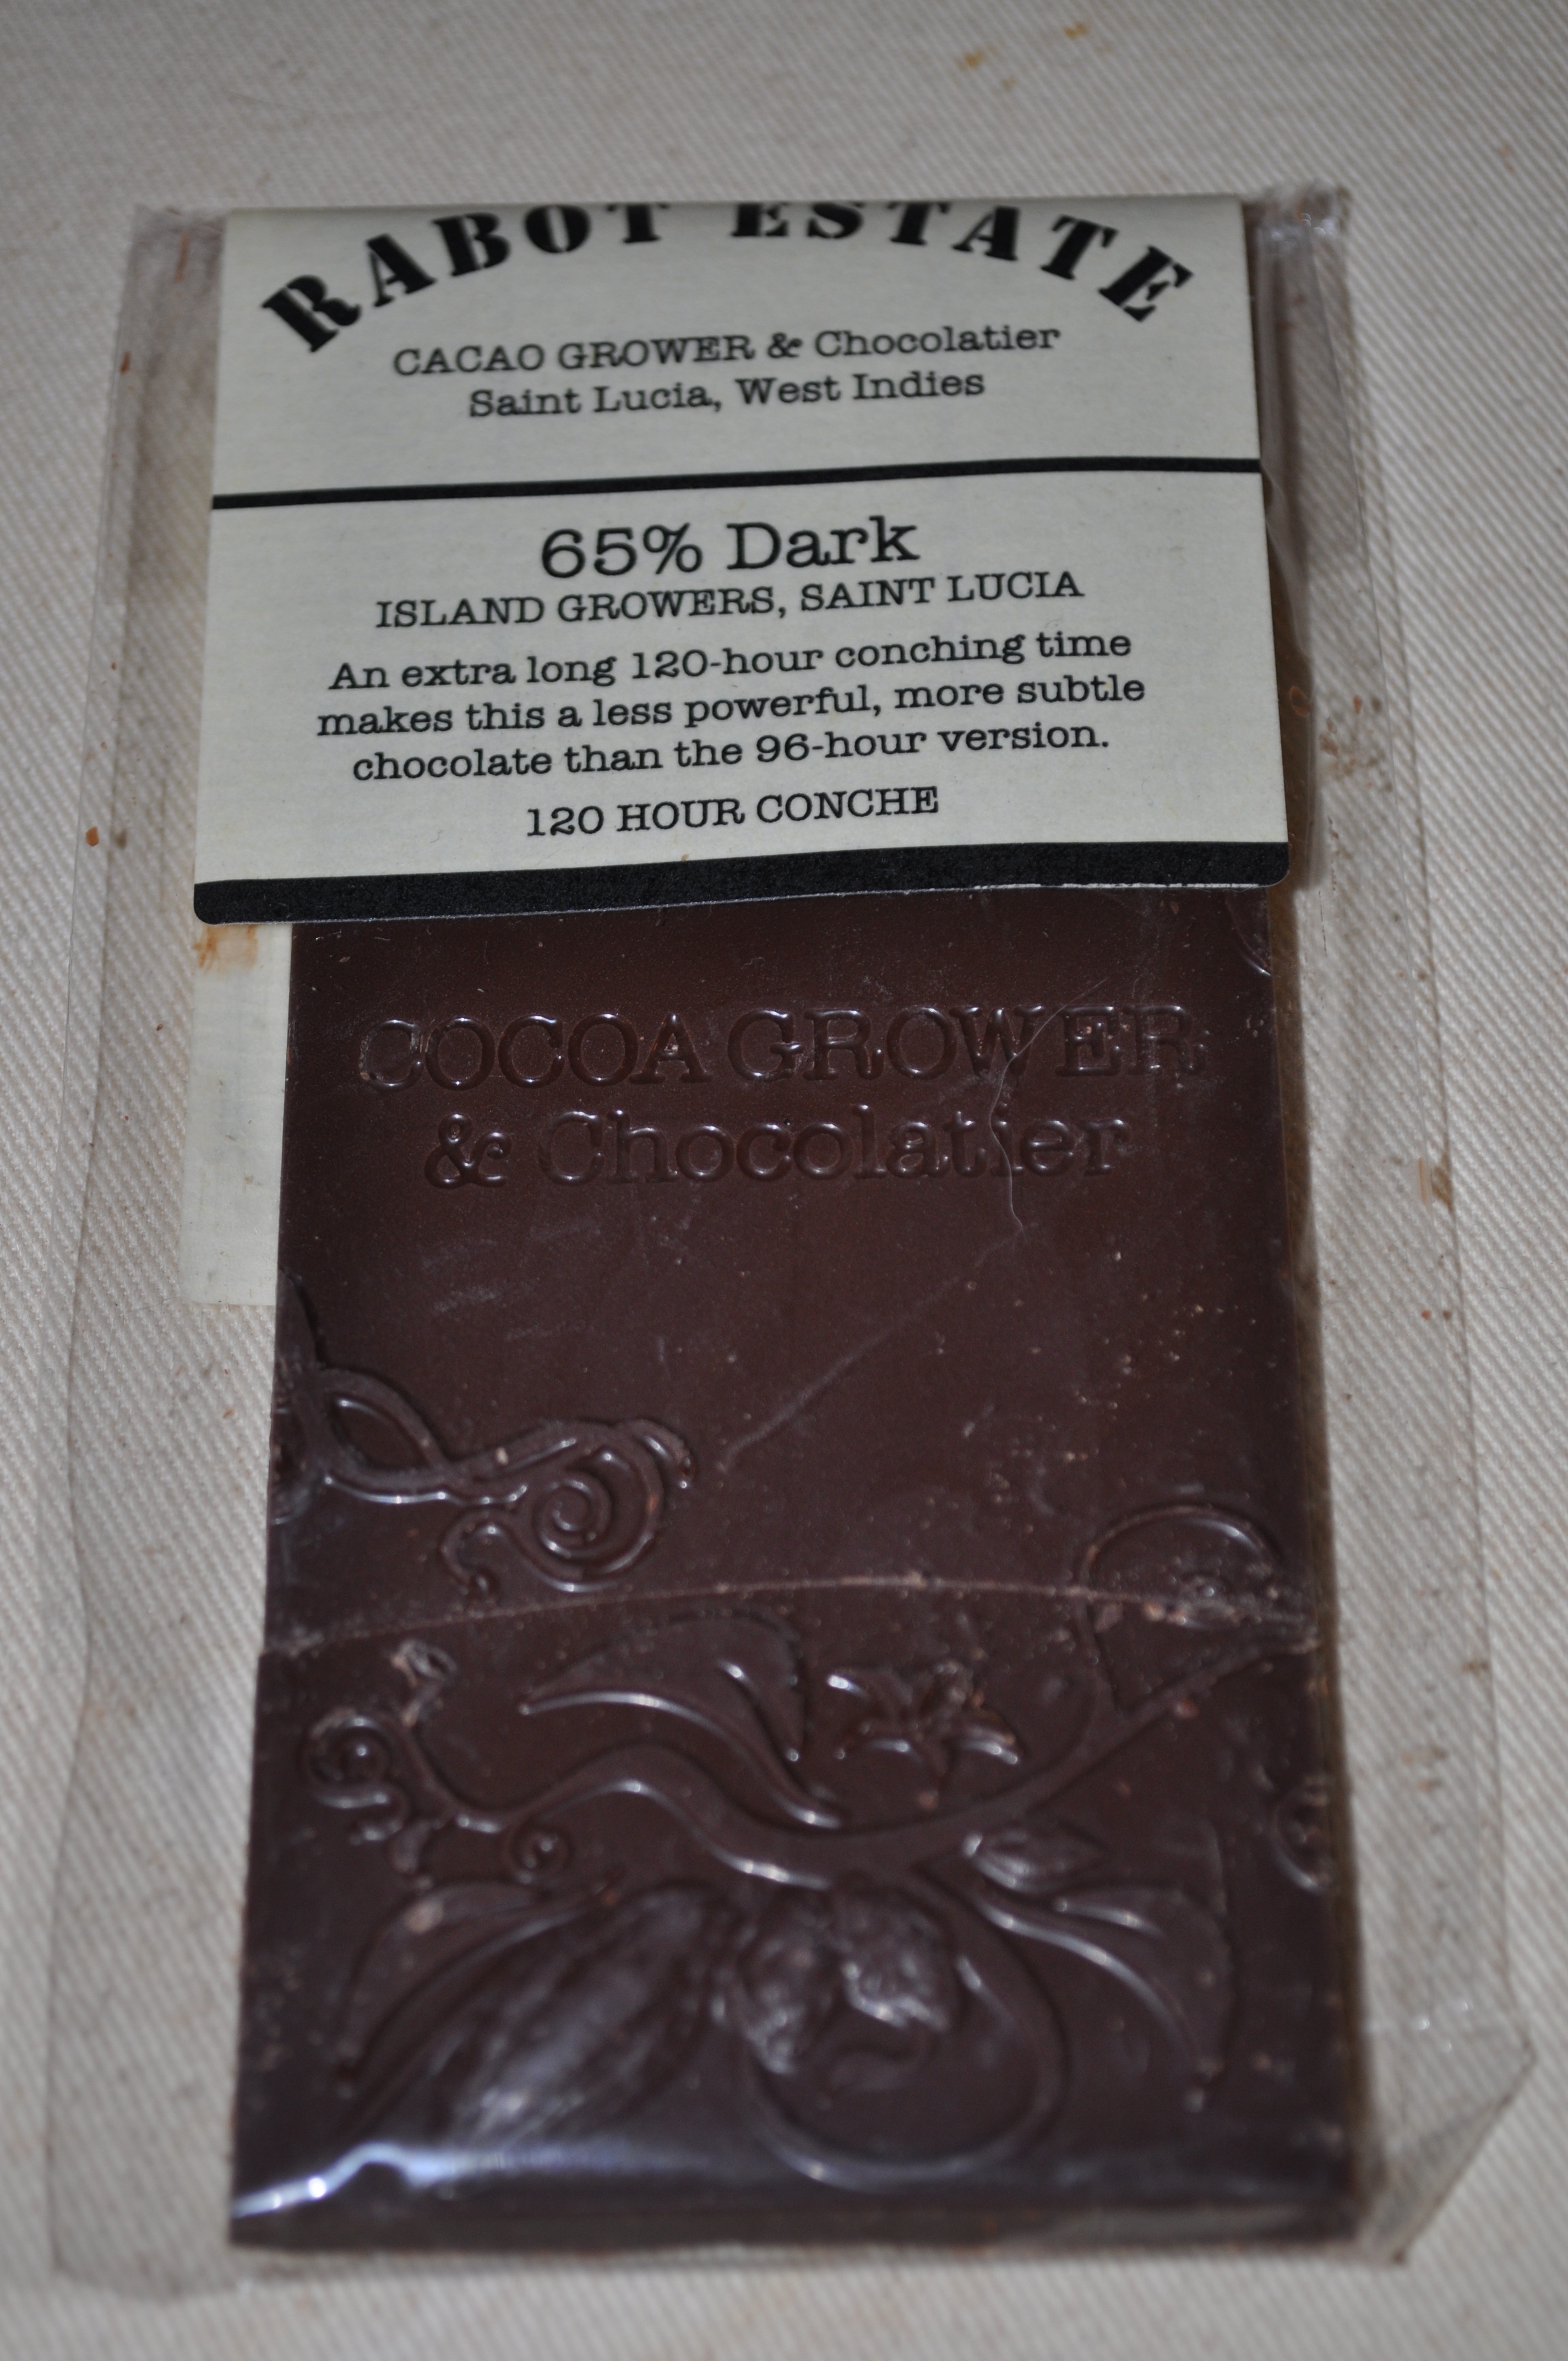 RABOT ESTATE
CACAO GROWER & Chocolatier
Saint Lucia, West Indies
65% Dark
ISLAND GROWERS, SAINT LUCIA
An extra long 120-hour conching time
makes this a less powerful, more subtle
chocolate than the 96-hour version.
120 HOUR CONCHE
COCOA GROWER
& Chocolatier